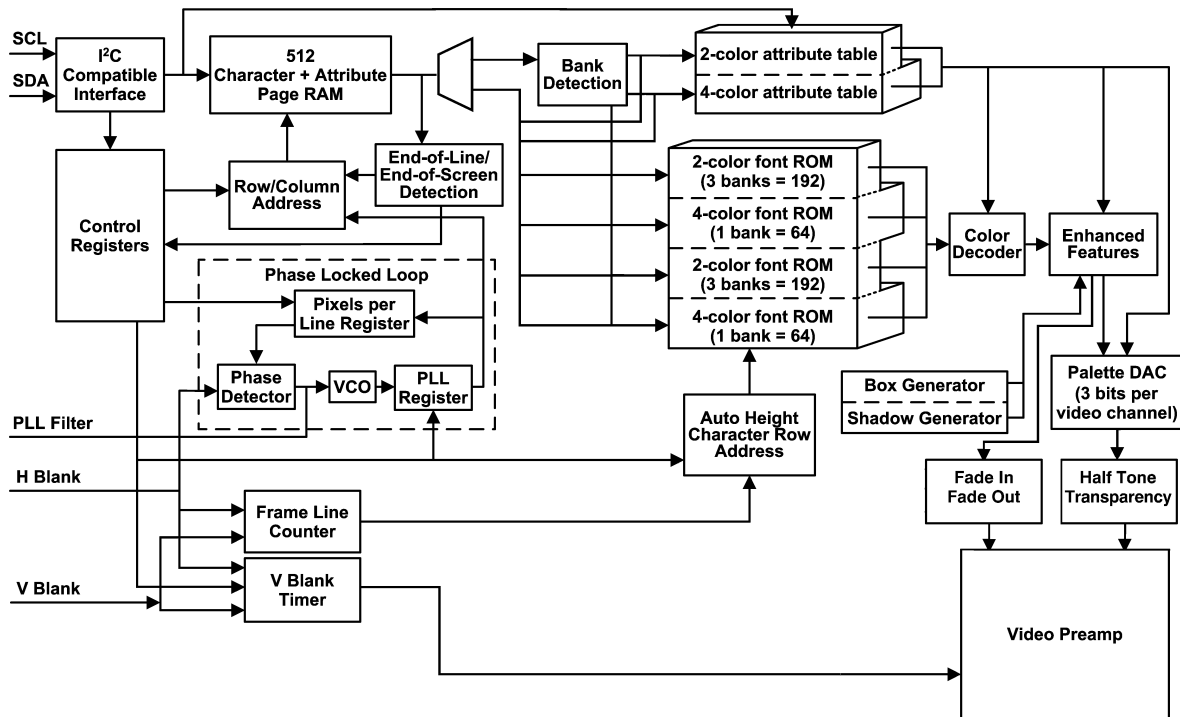 SCL
SDA
I²C
Compatible
Interface
512
Character + Attribute
Page RAM
Bank
Detection
2-color attribute table
4-color attribute table
Control
Registers
Row/Column
Address
End-of-Line/
End-of-Screen
Detection
2-color font ROM
(3 banks = 192)
4-color font ROM
(1 bank = 64)
2-color font ROM
(3 banks = 192)
4-color font ROM
(1 bank = 64)
Color
Decoder
Enhanced
Features
Phase Locked Loop
Pixels per
Line Register
Phase
Detector
VCO
PLL
Register
PLL Filter
H Blank
V Blank
Auto Height
Character Row
Address
Box Generator
Shadow Generator
Palette DAC
(3 bits per
video channel)
Fade In
Fade Out
Half Tone
Transparency
Frame Line
Counter
V Blank
Timer
Video Preamp